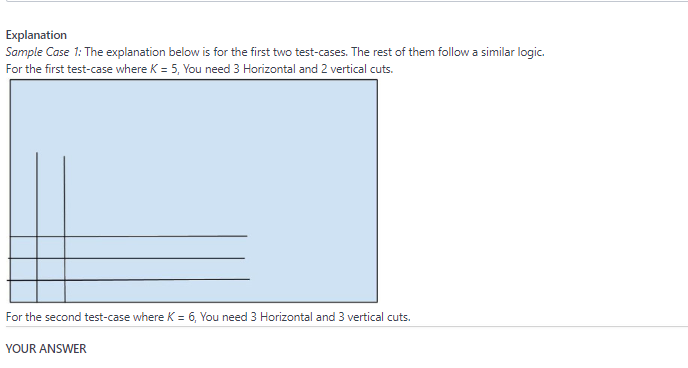 Explanation
Sample Case 1: The explanation below is for the first two test-cases. The rest of them follow a similar logic.
For the first test-case where K = 5, You need 3 Horizontal and 2 vertical cuts.
For the second test-case where K = 6, You need 3 Horizontal and 3 vertical cuts.
YOUR ANSWER